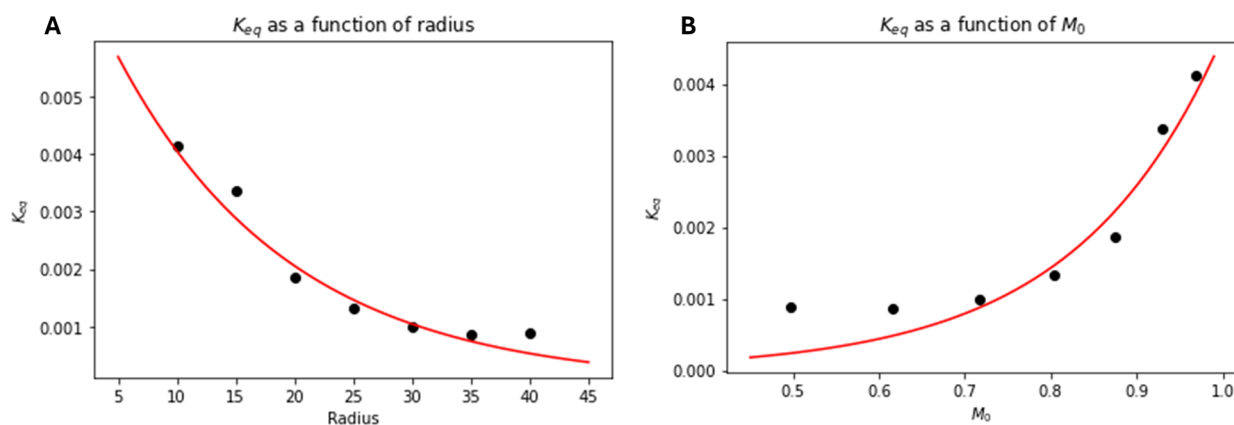 A
K_eq as a function of radius
K_eq
0.005
0.004
0.003
0.002
0.001
5 10 15 20 25 30 35 40 45
Radius
B
K_eq as a function of M_0
K_eq
0.004
0.003
0.002
0.001
0.000
0.5 0.6 0.7 0.8 0.9 1.0
M_0